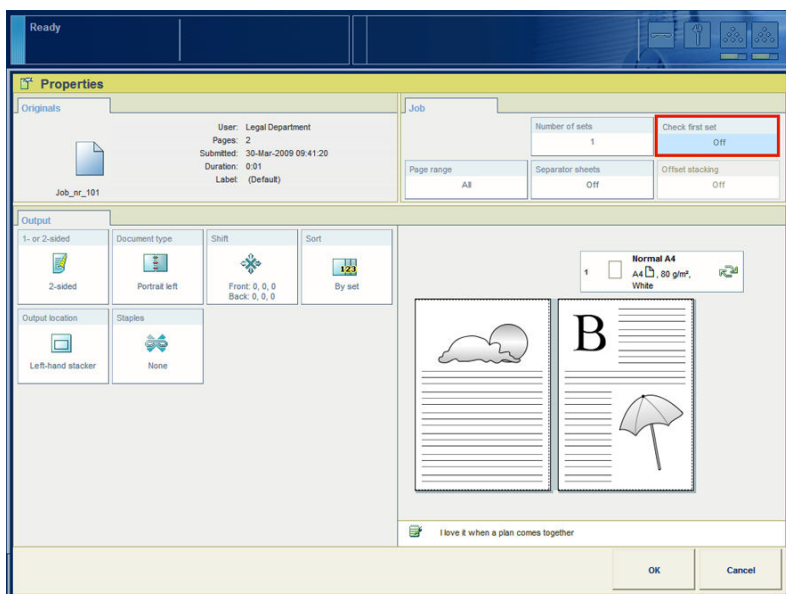 Ready
Properties
Originals
User: Legal Department
Pages: 2
Submitted: 30-Mar-2009 09:41:20
Duration: 0:01
Label: (Default)
Job_nr_101
Job
Number of sets
1
Check first set
Off
Page range
All
Separator sheets
Off
Offset stacking
Off
Output
1- or 2-sided
2-sided
Document type
Portrait left
Shift
Front: 0, 0, 0
Back: 0, 0, 0
Sort
123
By set
Output location
Left-hand stacker
Staples
None
1
Normal A4
A4 , 80 g/m²,
White
B
I love it when a plan comes together
OK
Cancel